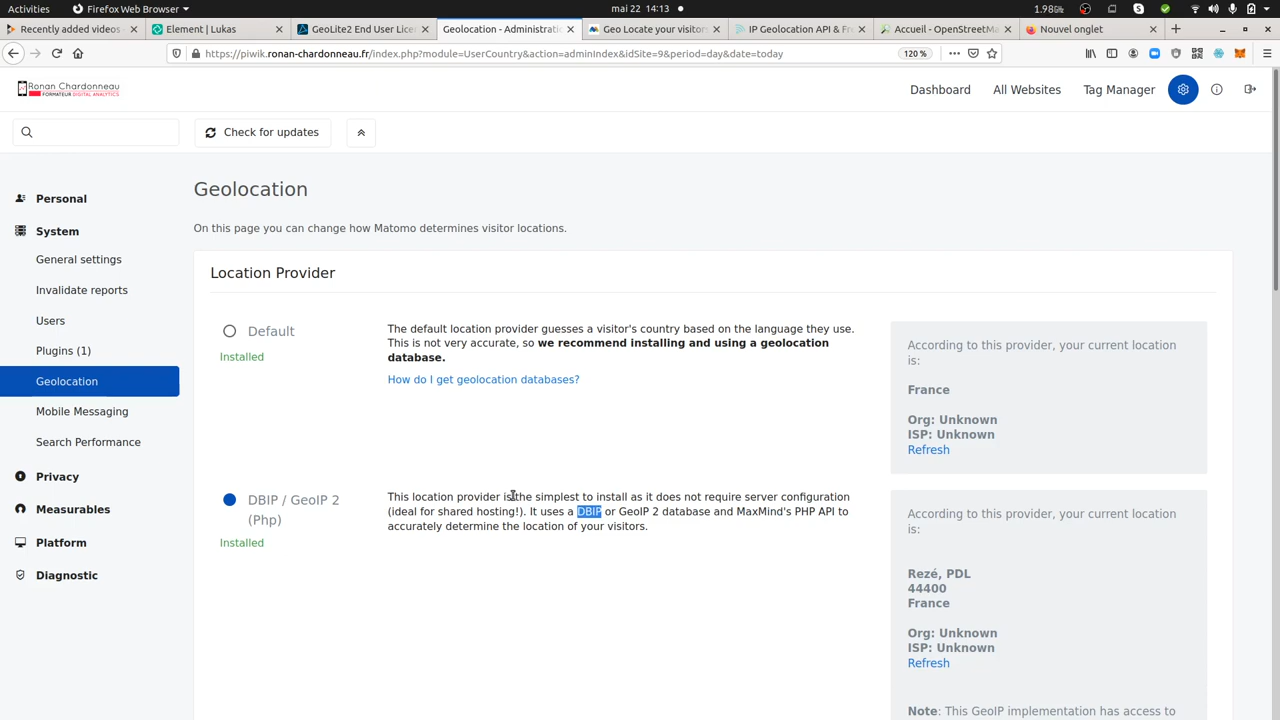 Activities
Firefox Web Browser
mai 22 14:13
1.98GiB
Recently added videos
Element | Lukas
GeoLite2 End User Lice
Geolocation - Administra
Geo Locate your visitors
IP Geolocation API & Fr
Accueil - OpenStreetMa
Nouvel onglet
https://piwik.ronan-chardonneau.fr/index.php?module=UserCountry&action=adminIndex&idSite=9&period=day&date=today
120 %
Ronan Chardonneau
FORMATEUR DIGITAL ANALYTICS
Dashboard
All Websites
Tag Manager
Check for updates
Personal
System
General settings
Invalidate reports
Users
Plugins (1)
Geolocation
Mobile Messaging
Search Performance
Privacy
Measurables
Platform
Diagnostic
Geolocation
On this page you can change how Matomo determines visitor locations.
Location Provider
Default
Installed
The default location provider guesses a visitor's country based on the language they use.
This is not very accurate, so we recommend installing and using a geolocation
database.
How do I get geolocation databases?
According to this provider, your current location
is:
France
Org: Unknown
ISP: Unknown
Refresh
DBIP / GeoIP 2
(Php)
Installed
This location provider is the simplest to install as it does not require server configuration
(ideal for shared hosting!). It uses a DBIP or GeoIP 2 database and MaxMind's PHP API to
accurately determine the location of your visitors.
According to this provider, your current location
is:
Rezé, PDL
44400
France
Org: Unknown
ISP: Unknown
Refresh
Note: This GeoIP implementation has access to